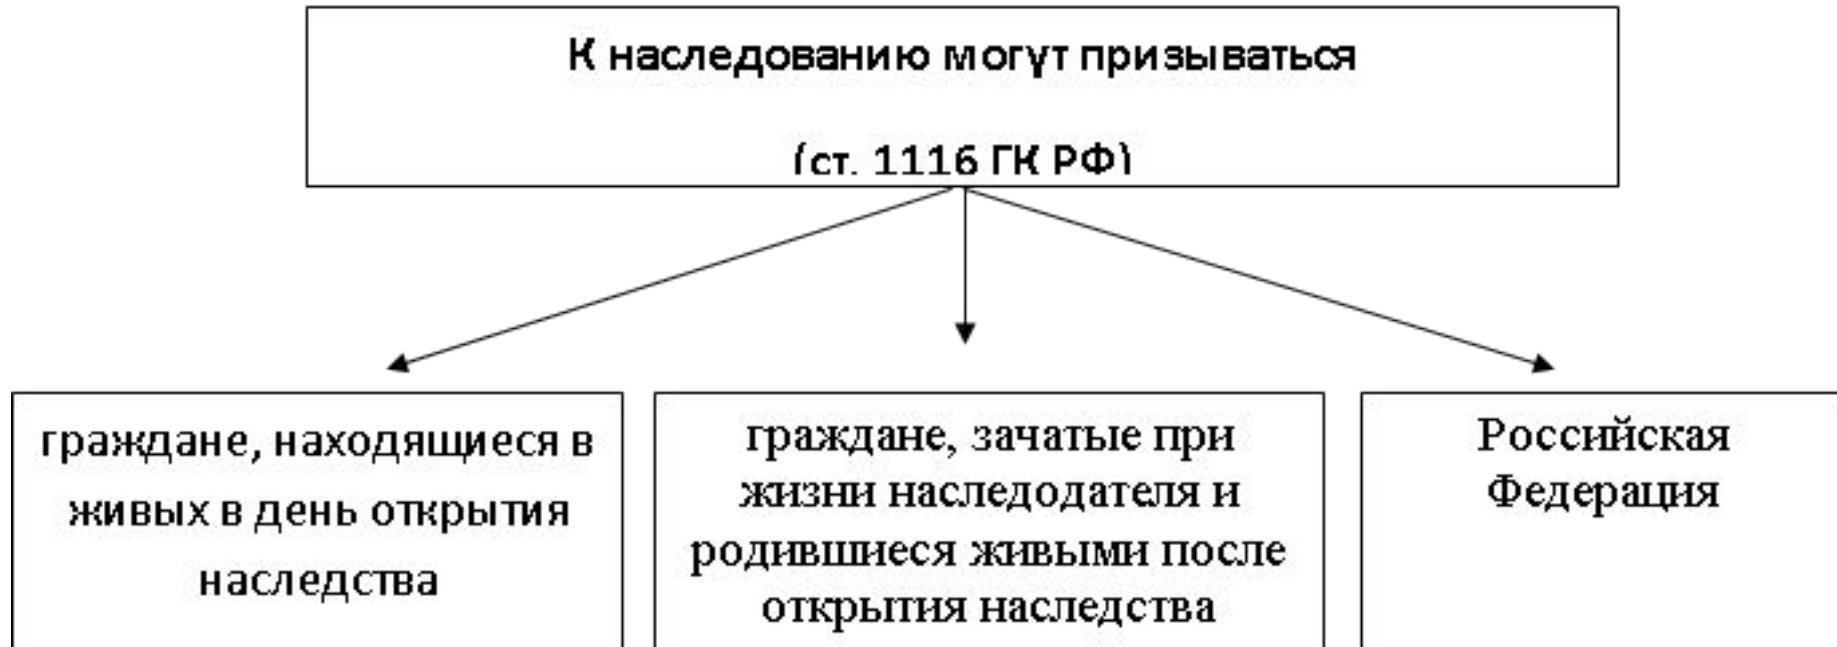 К наследованию могут призываться
(ст. 1116 ГК РФ)
граждане, находящиеся в
живых в день открытия
наследства
граждане, зачатые при
жизни наследодателя и
родившиеся живыми после
открытия наследства
Российская
Федерация